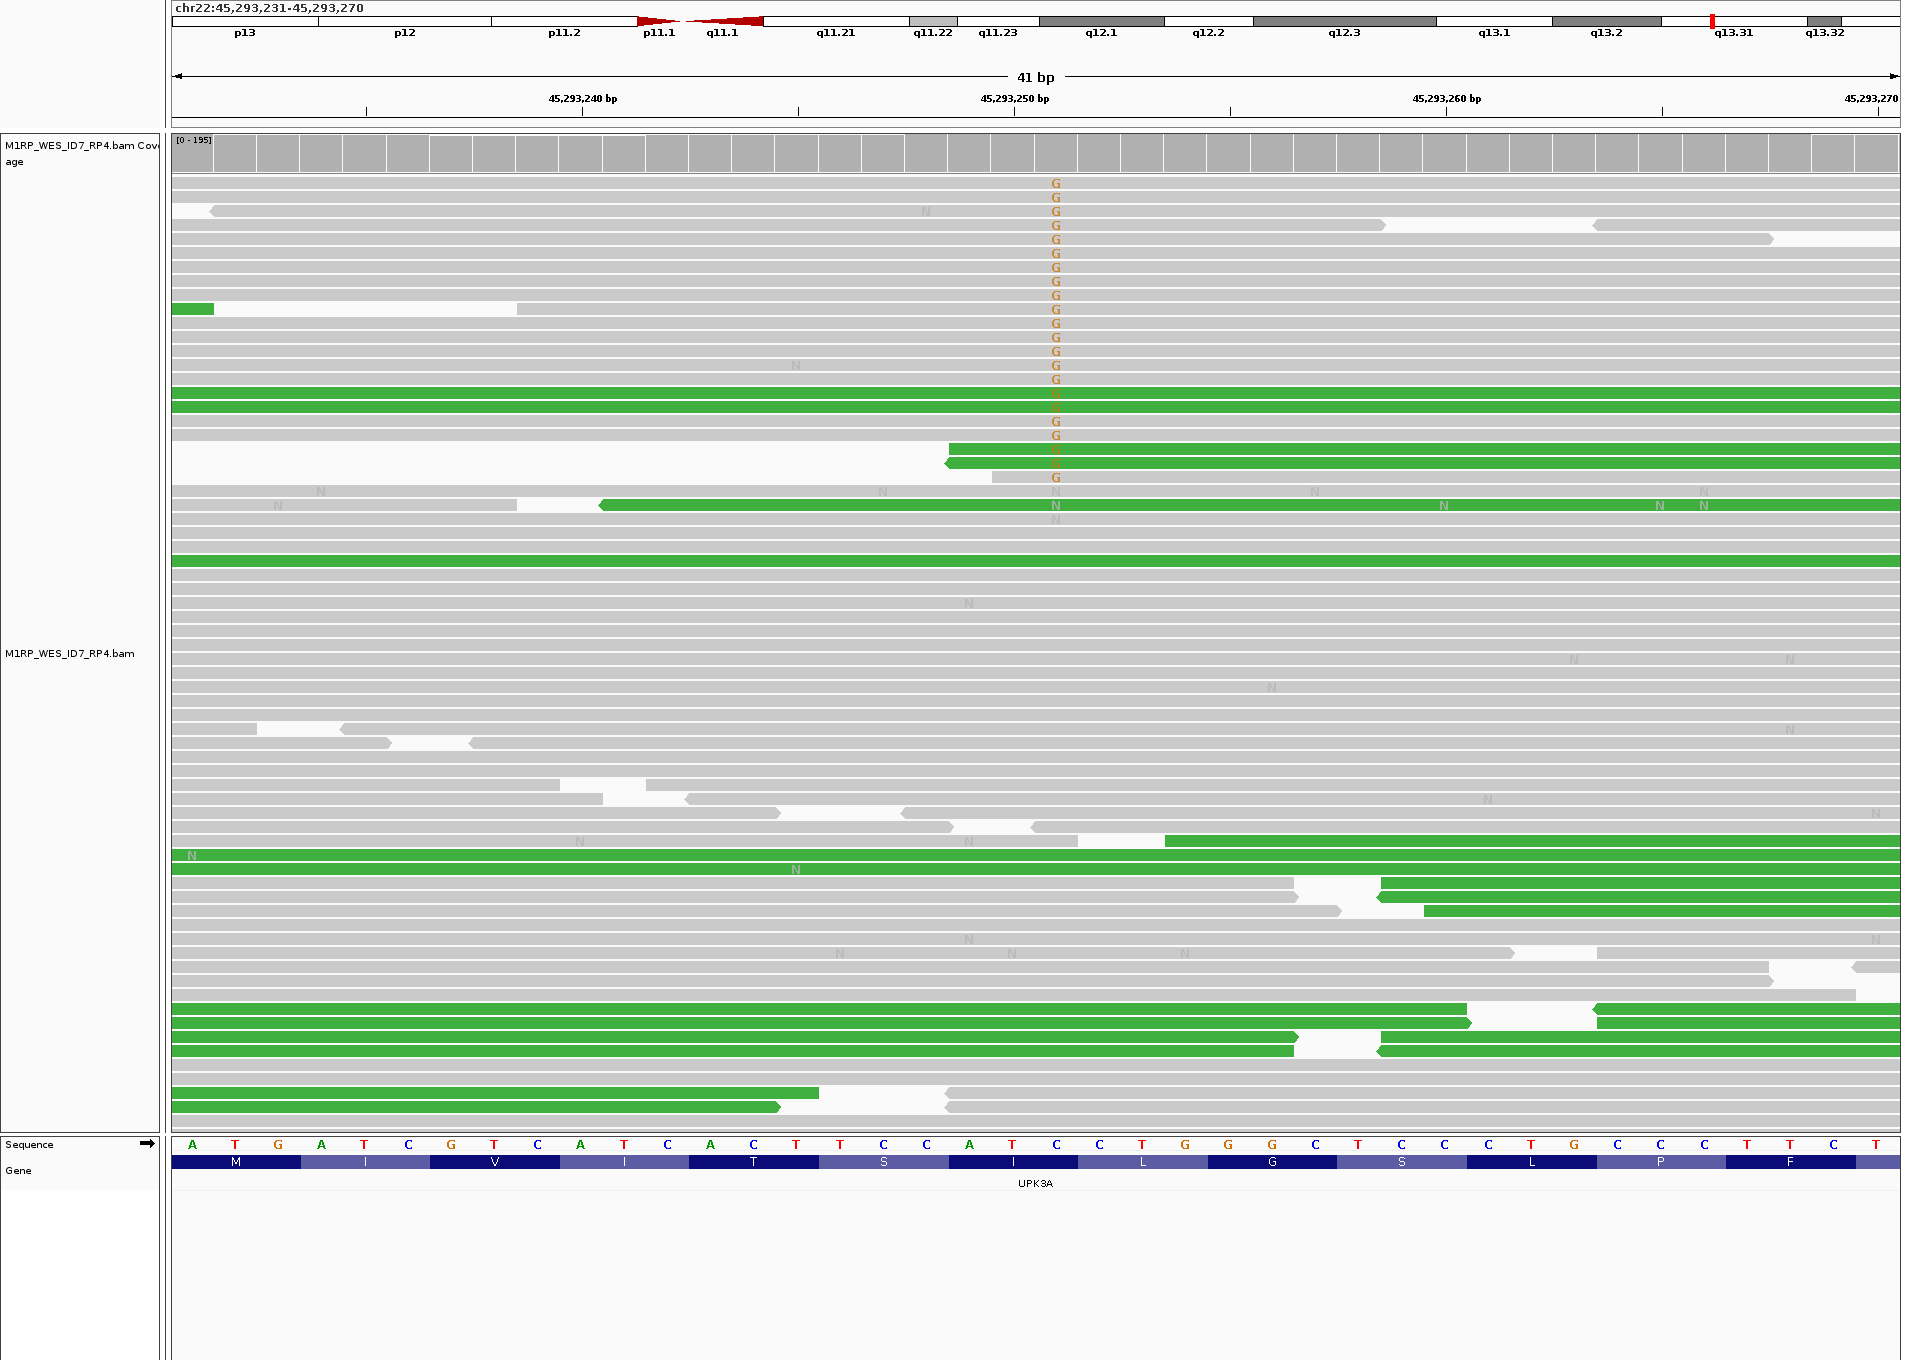 chr22:45,293,231-45,293,270
p13 p12 p11.2 p11.1 q11.1 q11.21 q11.22 q11.23 q12.1 q12.2 q12.3 q13.1 q13.2 q13.31 q13.32
41 bp
45,293,240 bp 45,293,250 bp 45,293,260 bp 45,293,270
M1RP_WES_ID7_RP4.bam Cov
age
[0 - 195]
G
G
N G
G
G
G
G
G
G
G
G
G
G
N G
G
G
G
G
G
G
G
G
N N N N N
N N N N N
N
N
M1RP_WES_ID7_RP4.bam
N N
N
N
N
N
N N
N
N
N N
N N N
Sequence A T G A T C G T C A T C A C T T C C A T C C T G G G C T C C C T G C C C T T C T
Gene M I V I T S I L G S L P F
UPK3A